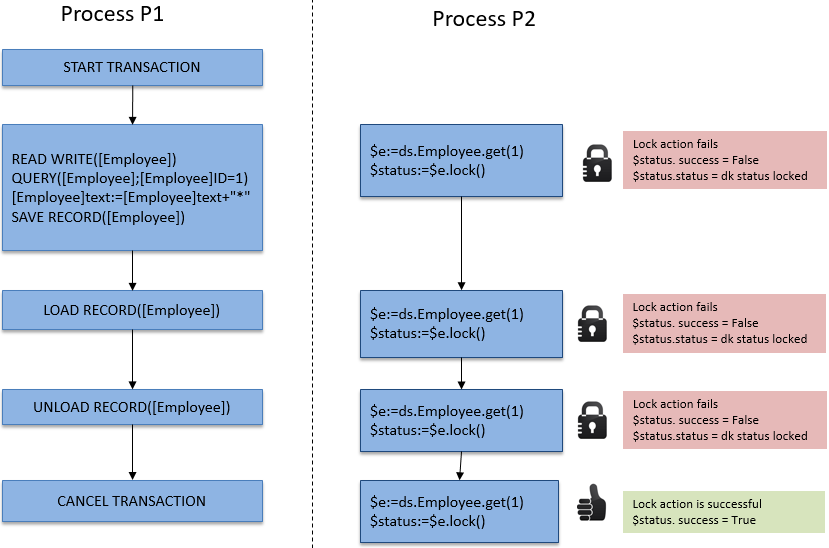 Process P1
START TRANSACTION
READ WRITE([Employee])
QUERY([Employee];[Employee]ID=1)
[Employee]text:=[Employee]text+"*"
SAVE RECORD([Employee])
LOAD RECORD([Employee])
UNLOAD RECORD([Employee])
CANCEL TRANSACTION
Process P2
$e:=ds.Employee.get(1)
$status:=$e.lock()
Lock action fails
$status. success = False
$status.status = dk status locked
$e:=ds.Employee.get(1)
$status:=$e.lock()
Lock action fails
$status. success = False
$status.status = dk status locked
$e:=ds.Employee.get(1)
$status:=$e.lock()
Lock action fails
$status. success = False
$status.status = dk status locked
$e:=ds.Employee.get(1)
$status:=$e.lock()
Lock action is successful
$status. success = True